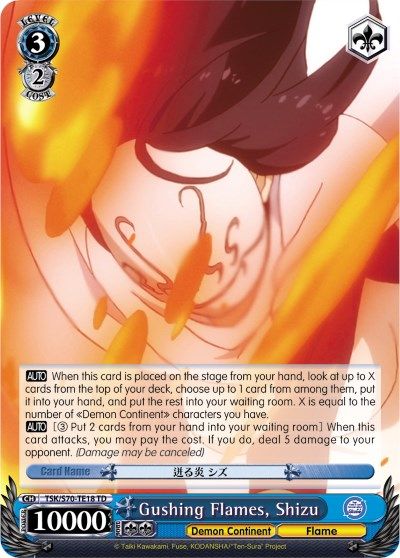 LEVEL
3
2
COST
AUTO When this card is placed on the stage from your hand, look at up to X
cards from the top of your deck, choose up to 1 card from among them, put
it into your hand, and put the rest into your waiting room. X is equal to the
number of «Demon Continent» characters you have.
AUTO [③ Put 2 cards from your hand into your waiting room] When this
card attacks, you may pay the cost. If you do, deal 5 damage to your
opponent. (Damage may be canceled)
Card Name 迸る炎 シズ
CH TSK/S70-TE18 TD
POWER 10000 Gushing Flames, Shizu
Demon Continent Flame
© Taiki Kawakami, Fuse, KODANSHA/"Ten-Sura" Project